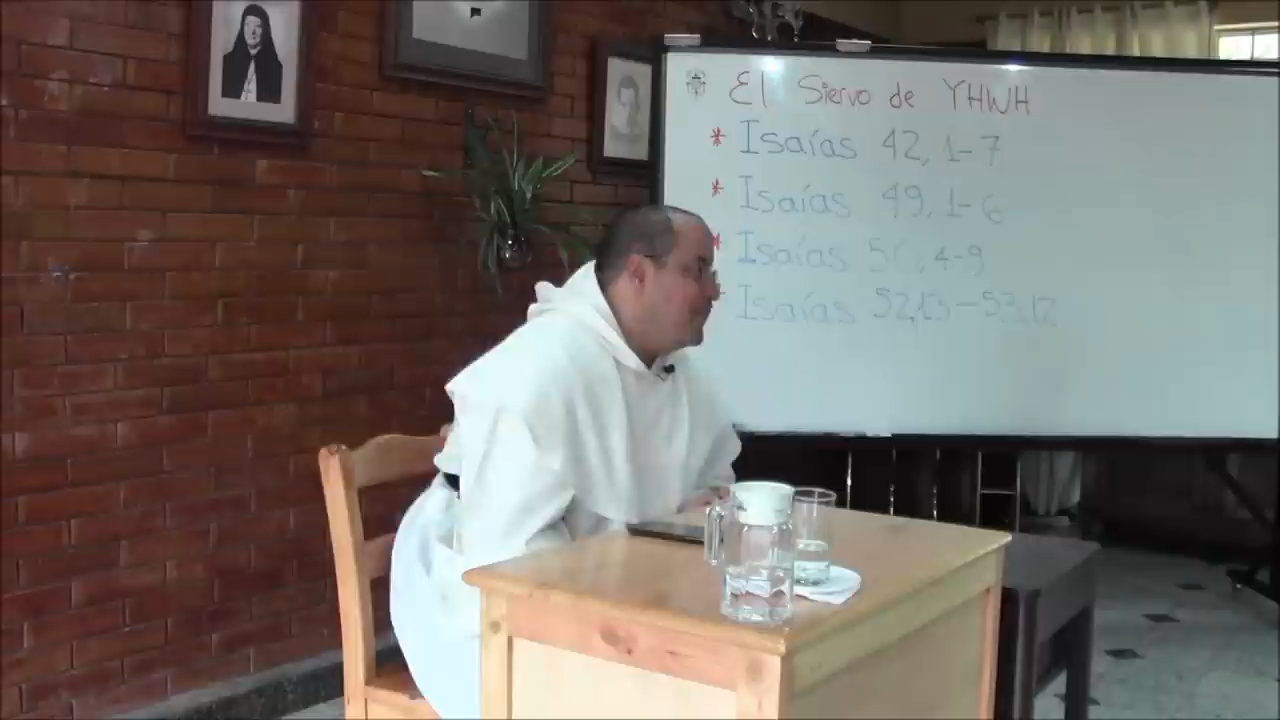 El Siervo de YHWH
* Isaías 42, 1-7
* Isaías 49, 1-6
* Isaías 50, 4-9
* Isaías 52,13-53,12